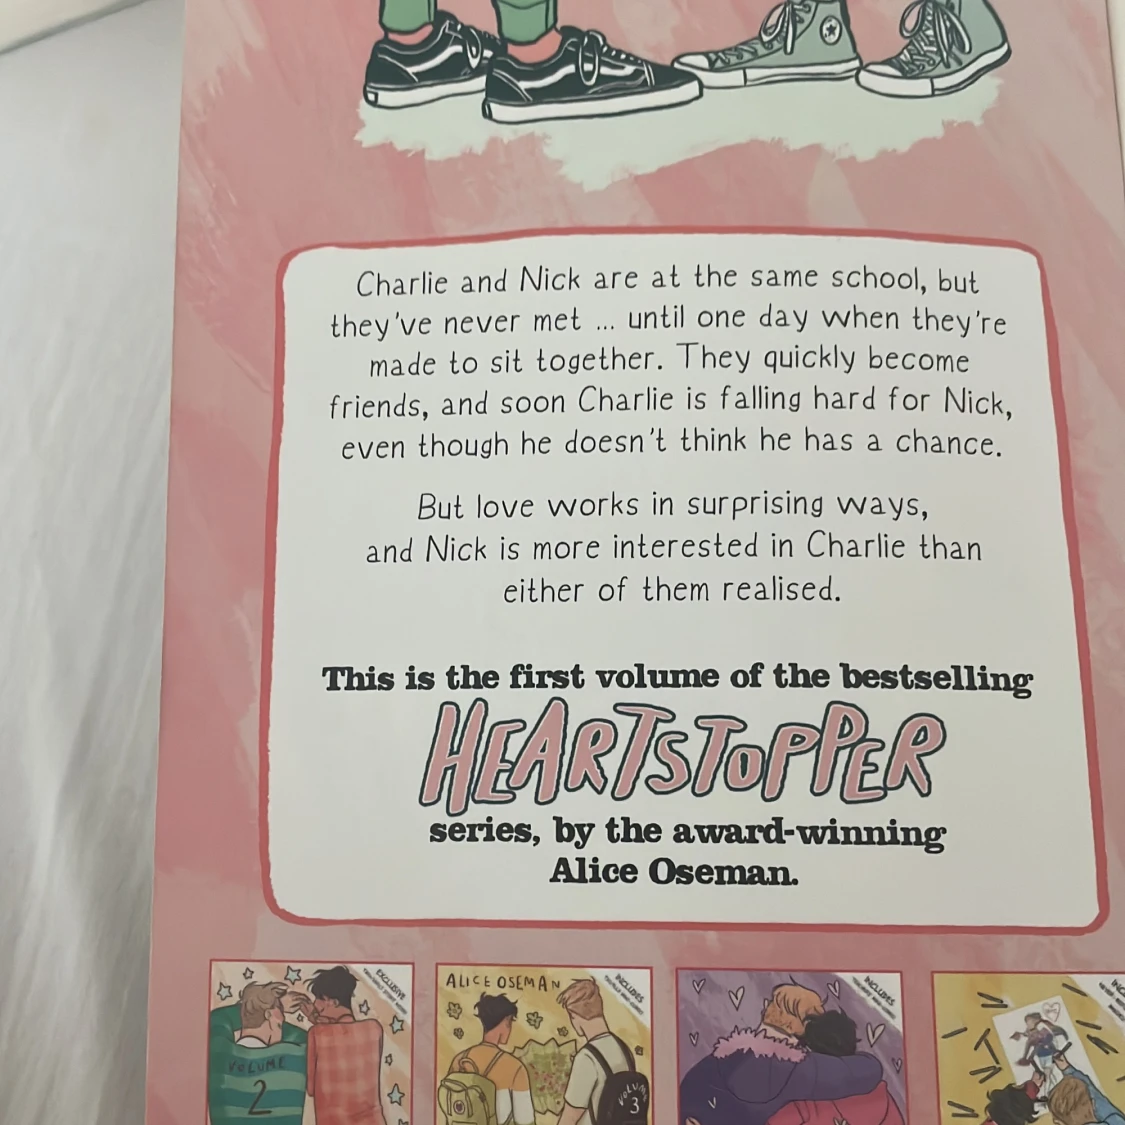 Charlie and Nick are at the same school, but
they've never met ... until one day when they're
made to sit together. They quickly become
friends, and soon Charlie is falling hard for Nick,
even though he doesn't think he has a chance.
But love works in surprising ways,
and Nick is more interested in Charlie than
either of them realised.
This is the first volume of the bestselling
HEARTSTOPPER
series, by the award-winning
Alice Oseman.
EXCLUSIVE
VOLUME
2
ALICE OSEMAN
INCLUDES
VOLUME
3
INCLUDES